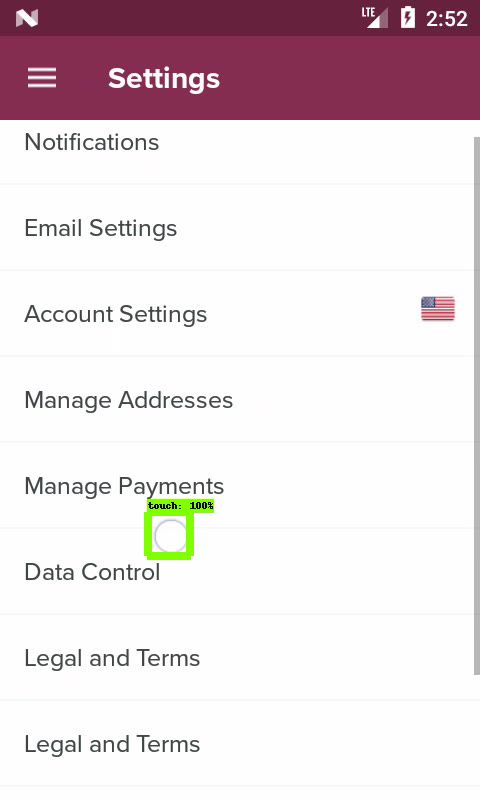 LTE 2:52
Settings
Notifications
Email Settings
Account Settings
Manage Addresses
Manage Payments
touch: 100%
Data Control
Legal and Terms
Legal and Terms